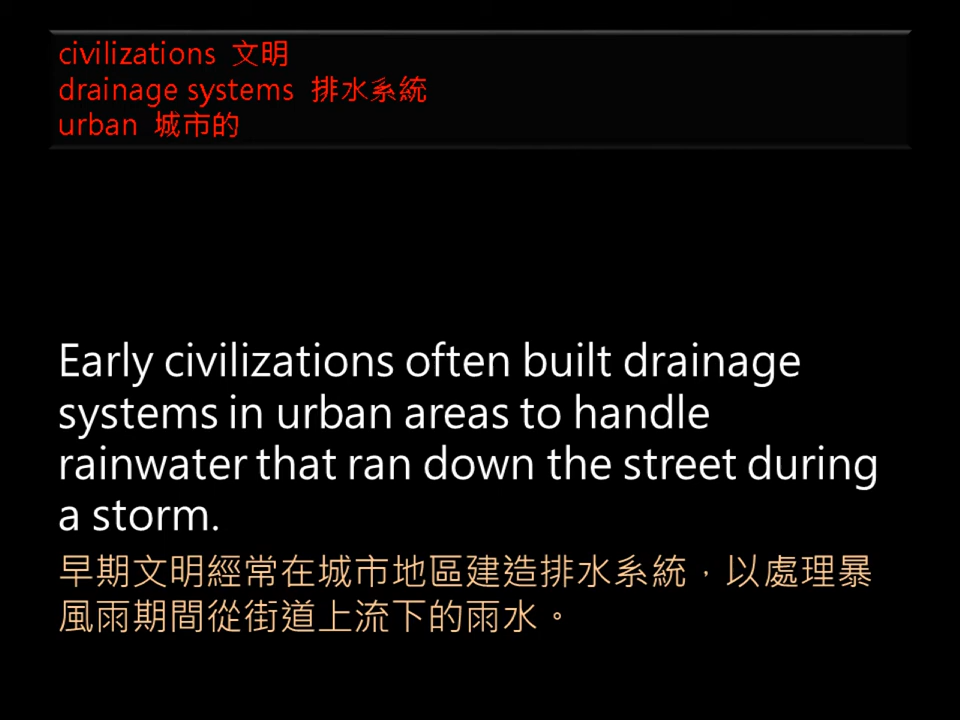 civilizations 文明
drainage systems 排水系統
urban 城市的
Early civilizations often built drainage
systems in urban areas to handle
rainwater that ran down the street during
a storm.
早期文明經常在城市地區建造排水系統，以處理暴
風雨期間從街道上流下的雨水。